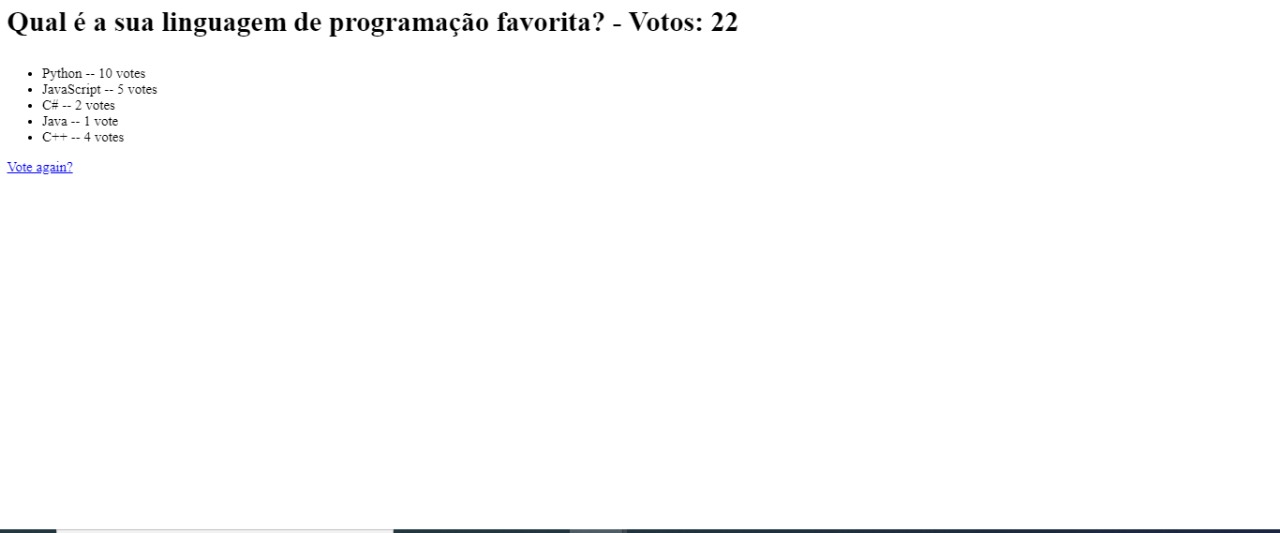 Qual é a sua linguagem de programação favorita? - Votos: 22
Python -- 10 votes
JavaScript -- 5 votes
C# -- 2 votes
Java -- 1 vote
C++ -- 4 votes
Vote again?